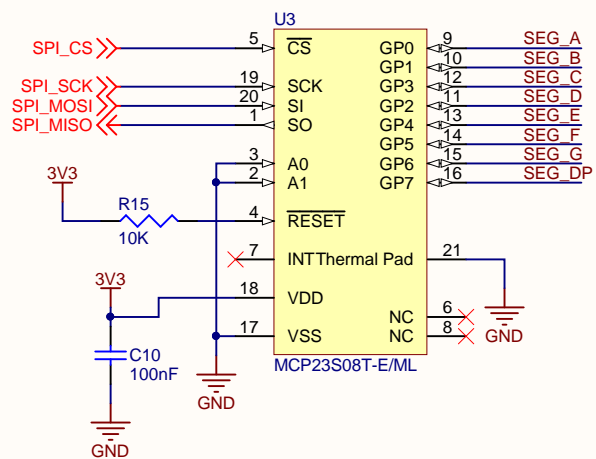 U3
SPI_CS 5 CS GP0 9 SEG_A
GP1 10 SEG_B
SPI_SCK 19 SCK GP3 12 SEG_C
SPI_MOSI 20 SI GP2 11 SEG_D
SPI_MISO 1 SO GP4 13 SEG_E
GP5 14 SEG_F
3 A0 GP6 15 SEG_G
2 A1 GP7 16 SEG_DP
3V3
R15
10K
4 RESET
7 INT Thermal Pad 21
3V3
18 VDD
GND
NC 6
17 VSS NC 8
C10
100nF
MCP23S08T-E/ML
GND
GND